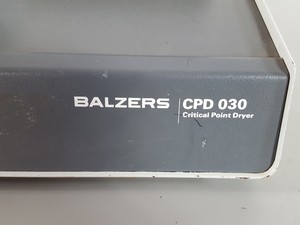 BALZERS CPD 030
Critical Point Dryer